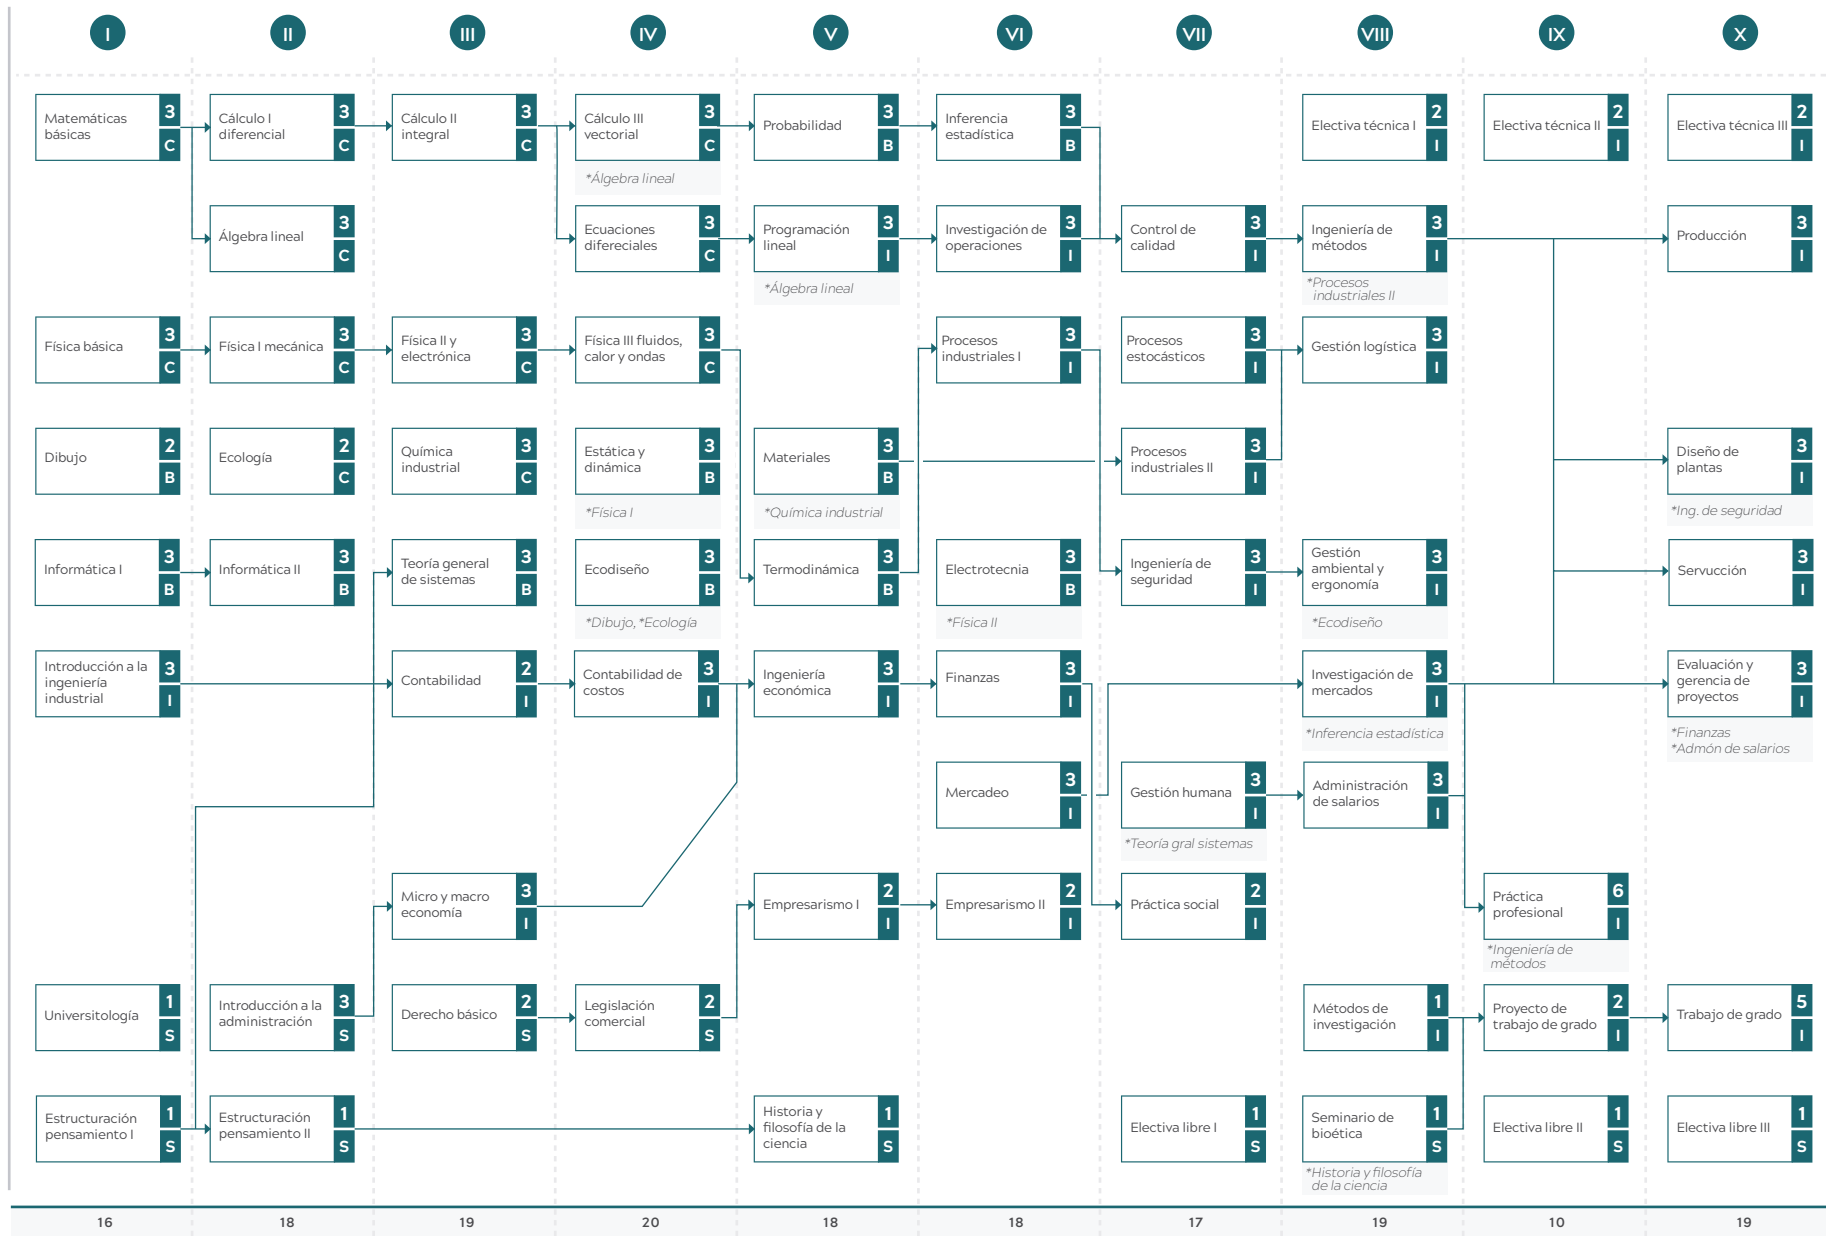 I
II
III
IV
V
VI
VII
VIII
IX
X
Matemáticas
básicas
3
C
Cálculo I
diferencial
3
C
Cálculo II
integral
3
C
Cálculo III
vectorial
3
C
*Álgebra lineal
Probabilidad
3
B
Inferencia
estadística
3
B
Electiva técnica I
2
I
Electiva técnica II
2
I
Electiva técnica III
2
I
Álgebra lineal
3
C
Ecuaciones
difereciales
3
C
Programación
lineal
3
I
*Álgebra lineal
Investigación de
operaciones
3
I
Control de
calidad
3
I
Ingeniería de
métodos
3
I
*Procesos
industriales II
Producción
3
I
Física básica
3
C
Física I mecánica
3
C
Física II y
electrónica
3
C
Física III fluidos,
calor y ondas
3
C
Procesos
industriales I
3
I
Procesos
estocásticos
3
I
Gestión logística
3
I
Dibujo
2
B
Ecología
2
C
Química
industrial
3
C
Estática y
dinámica
3
B
*Física I
Materiales
3
B
*Química industrial
Procesos
industriales II
3
I
Diseño de
plantas
3
I
*Ing. de seguridad
Informática I
3
B
Informática II
3
B
Teoría general
de sistemas
3
B
Ecodiseño
3
B
*Dibujo, *Ecología
Termodinámica
3
B
Electrotecnia
3
B
*Física II
Ingeniería de
seguridad
3
I
Gestión
ambiental y
ergonomía
3
I
*Ecodiseño
Servucción
3
I
Introducción a la
ingeniería
industrial
3
I
Contabilidad
2
I
Contabilidad de
costos
3
I
Ingeniería
económica
3
I
Finanzas
3
I
Investigación de
mercados
3
I
*Inferencia estadística
Evaluación y
gerencia de
proyectos
3
I
*Finanzas
*Admón de salarios
Mercadeo
3
I
Gestión humana
3
I
*Teoría gral sistemas
Administración
de salarios
3
I
Micro y macro
economía
3
I
Empresarismo I
2
I
Empresarismo II
2
I
Práctica social
2
I
Práctica
profesional
6
I
*Ingeniería de
métodos
Universitología
1
S
Introducción a la
administración
3
S
Derecho básico
2
S
Legislación
comercial
2
S
Métodos de
investigación
1
I
Proyecto de
trabajo de grado
2
I
Trabajo de grado
5
I
Estructuración
pensamiento I
1
S
Estructuración
pensamiento II
1
S
Historia y
filosofía de la
ciencia
1
S
Electiva libre I
1
S
Seminario de
bioética
1
S
*Historia y filosofía
de la ciencia
Electiva libre II
1
S
Electiva libre III
1
S
16
18
19
20
18
18
17
19
10
19